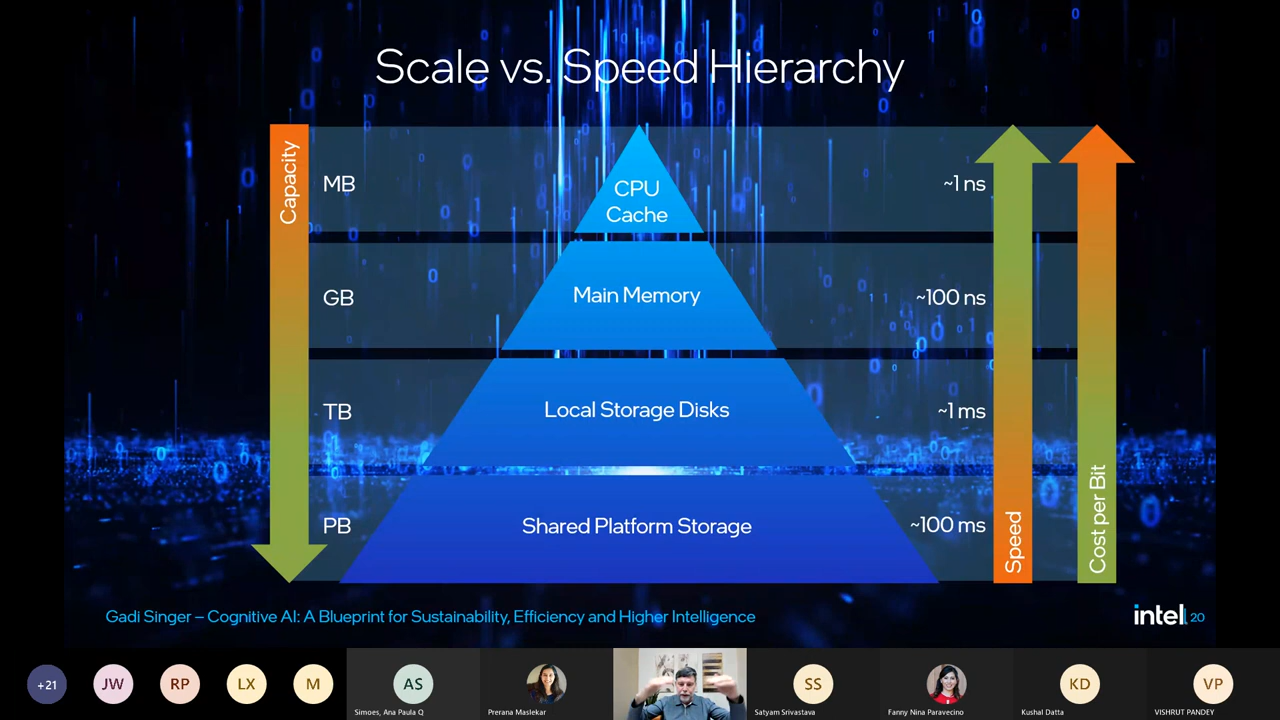 Scale vs. Speed Hierarchy
Capacity
MB
CPU
Cache
~1 ns
GB
Main Memory
~100 ns
TB
Local Storage Disks
~1 ms
PB
Shared Platform Storage
~100 ms
Speed
Cost per Bit
Gadi Singer – Cognitive AI: A Blueprint for Sustainability, Efficiency and Higher Intelligence
intel 20
+21
JW
RP
LX
M
AS
Simoes, Ana Paula Q
Prerana Maslekar
SS
Satyam Srivastava
Fanny Nina Paravecino
KD
Kushal Datta
VP
VISHRUT PANDEY